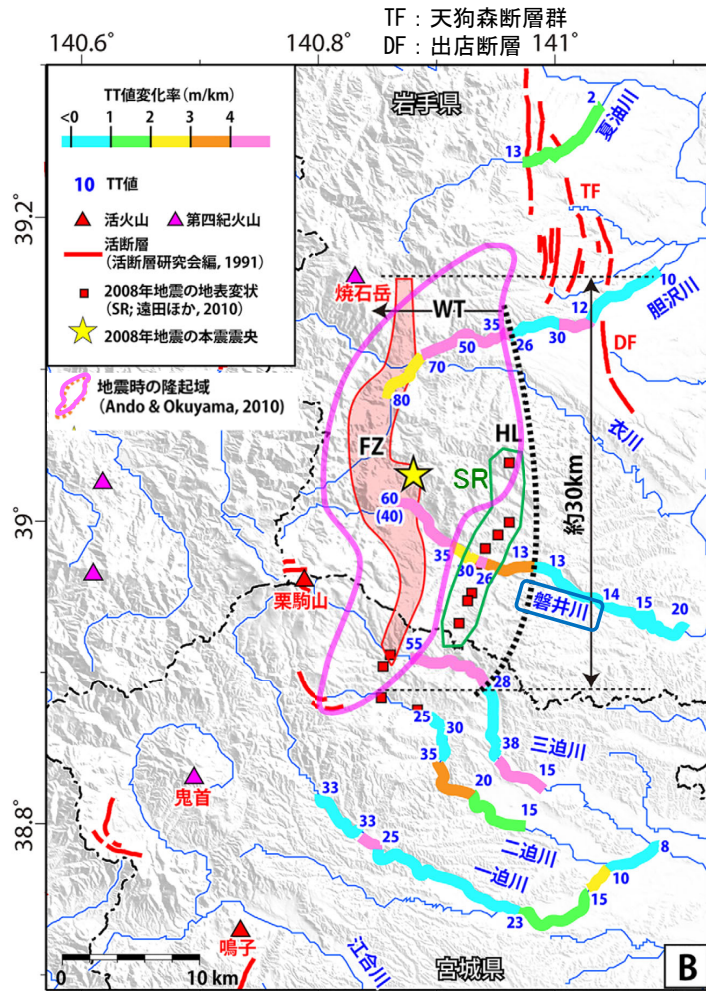 TF：天狗森断層群
DF：出店断層
140.6
140.8
141°
TT値変化率(m/km)
<0 1 2 3 4
10 TT値
活火山 第四紀火山
活断層
(活断層研究会編, 1991)
2008年地震の地表変状
(SR; 遠田ほか, 2010)
2008年地震の本震震央
地震時の隆起域
(Ando & Okuyama, 2010)
岩手県
2
夏油川
13
TF
39.2
焼石岳
10
胆沢川
12
WT
35
26
30
50
70
80
DF
衣川
HL
FZ
SR
約30km
60
(40)
39°
35
30
26
13
13
14
15
20
磐井川
栗駒山
55
28
25
30
35
38
15
三迫川
20
15
二迫川
鬼首
33
33
25
38.8
一迫川
8
10
15
23
鳴子
江合川
宮城県
0 10 km
B